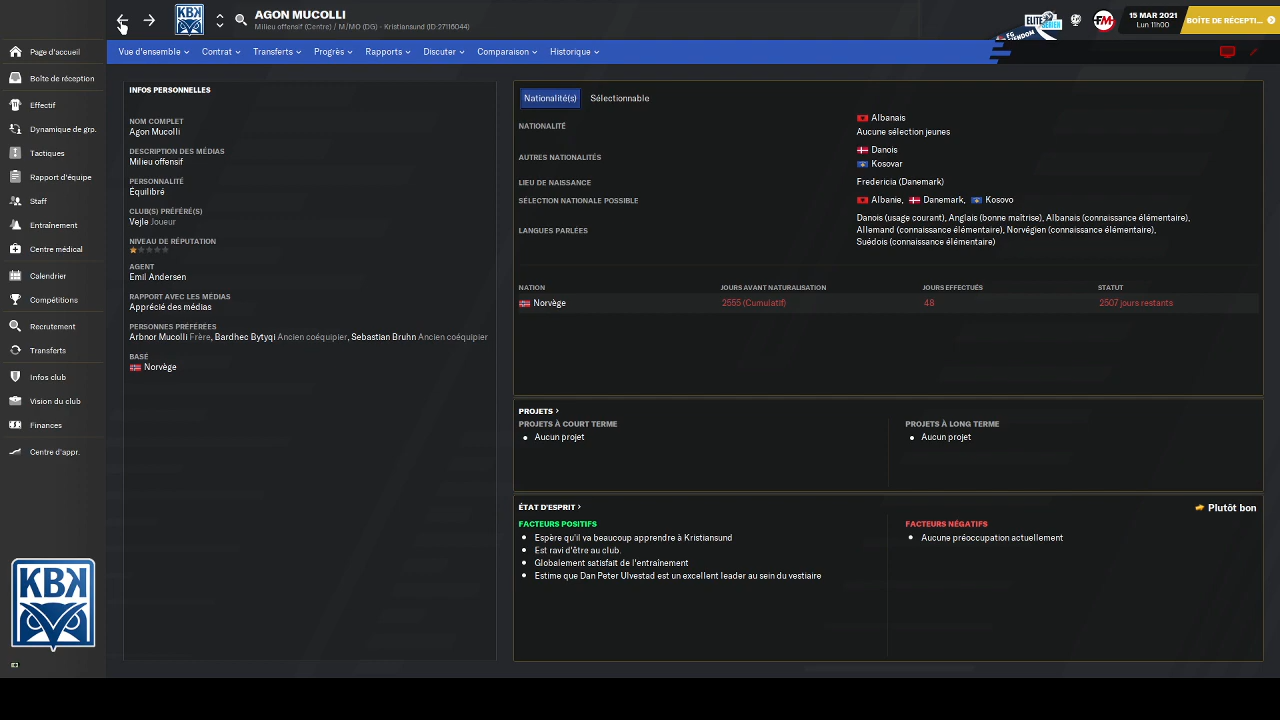 AGON MUCOLLI
Milieu offensif (Centre) / M/MO (DG) - Kristiansund (ID:27116044)
15 MAR 2021
Lun 11h00
BOÎTE DE RÉCEPTI...
Vue d'ensemble
Contrat
Transferts
Progrès
Rapports
Discuter
Comparaison
Historique
Page d'accueil
Boîte de réception
Effectif
Dynamique de grp.
Tactiques
Rapport d'équipe
Staff
Entraînement
Centre médical
Calendrier
Compétitions
Recrutement
Transferts
Infos club
Vision du club
Finances
Centre d'appr.
KBK
INFOS PERSONNELLES
NOM COMPLET
Agon Mucolli
DESCRIPTION DES MÉDIAS
Milieu offensif
PERSONNALITÉ
Équilibré
CLUB(S) PRÉFÉRÉ(S)
Vejle Joueur
NIVEAU DE RÉPUTATION
AGENT
Emil Andersen
RAPPORT AVEC LES MÉDIAS
Apprécié des médias
PERSONNES PRÉFÉRÉES
Arbnor Mucolli Frère, Bardhec Bytyqi Ancien coéquipier, Sebastian Bruhn Ancien coéquipier
BASÉ
Norvège
Nationalité(s) Sélectionnable
NATIONALITÉ
Albanais
Aucune sélection jeunes
AUTRES NATIONALITÉS
Danois
Kosovar
LIEU DE NAISSANCE Fredericia (Danemark)
SÉLECTION NATIONALE POSSIBLE Albanie, Danemark, Kosovo
LANGUES PARLÉES
Danois (usage courant), Anglais (bonne maîtrise), Albanais (connaissance élémentaire),
Allemand (connaissance élémentaire), Norvégien (connaissance élémentaire),
Suédois (connaissance élémentaire)
NATION JOURS AVANT NATURALISATION JOURS EFFECTUÉS STATUT
Norvège 2555 (Cumulatif) 48 2507 jours restants
PROJETS
PROJETS À COURT TERME
Aucun projet
PROJETS À LONG TERME
Aucun projet
ÉTAT D'ESPRIT
Plutôt bon
FACTEURS POSITIFS
Espère qu'il va beaucoup apprendre à Kristiansund
Est ravi d'être au club.
Globalement satisfait de l'entraînement
Estime que Dan Peter Ulvestad est un excellent leader au sein du vestiaire
FACTEURS NÉGATIFS
Aucune préoccupation actuellement